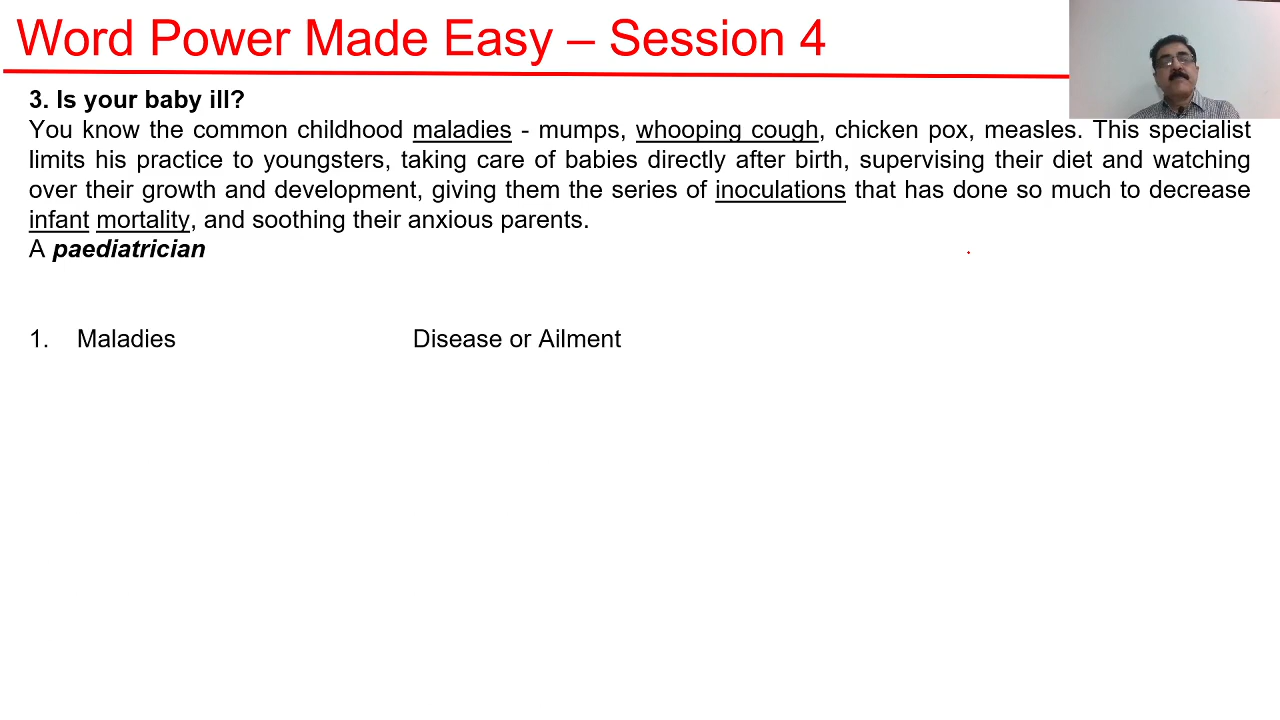 Word Power Made Easy – Session 4
3. Is your baby ill?
You know the common childhood maladies - mumps, whooping cough, chicken pox, measles. This specialist
limits his practice to youngsters, taking care of babies directly after birth, supervising their diet and watching
over their growth and development, giving them the series of inoculations that has done so much to decrease
infant mortality, and soothing their anxious parents.
A paediatrician
1. Maladies Disease or Ailment